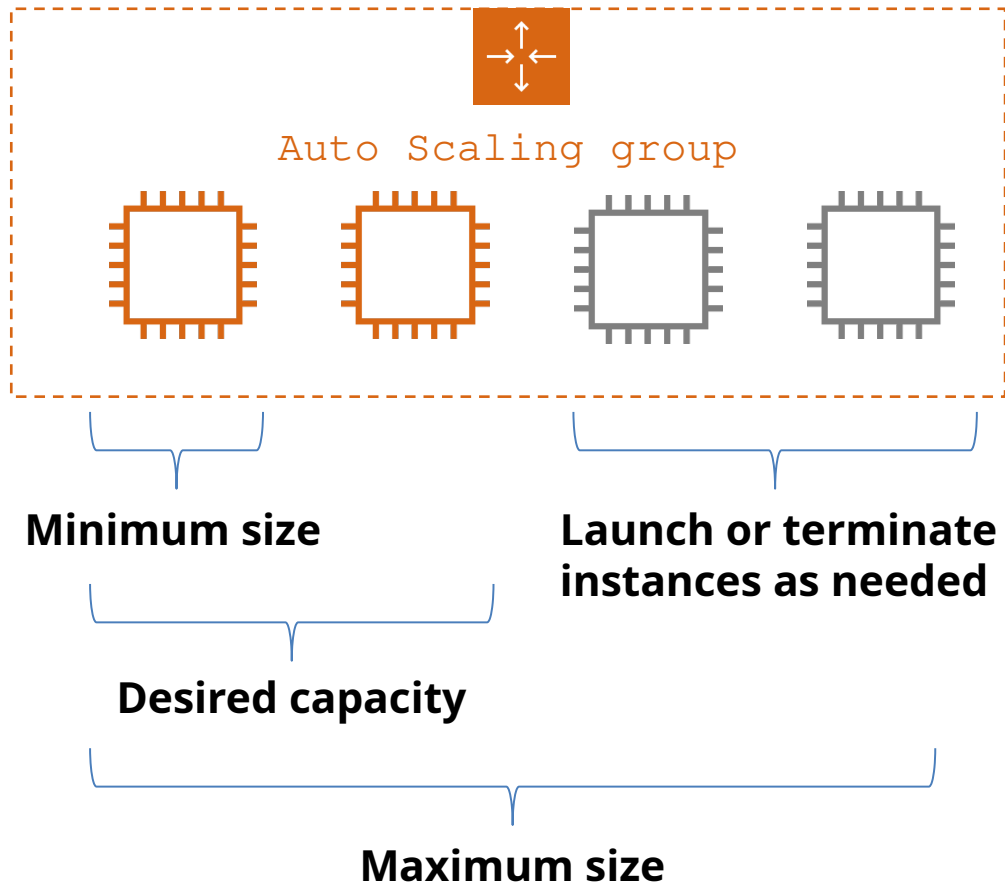 Auto Scaling group
Minimum size
Launch or terminate
instances as needed
Desired capacity
Maximum size